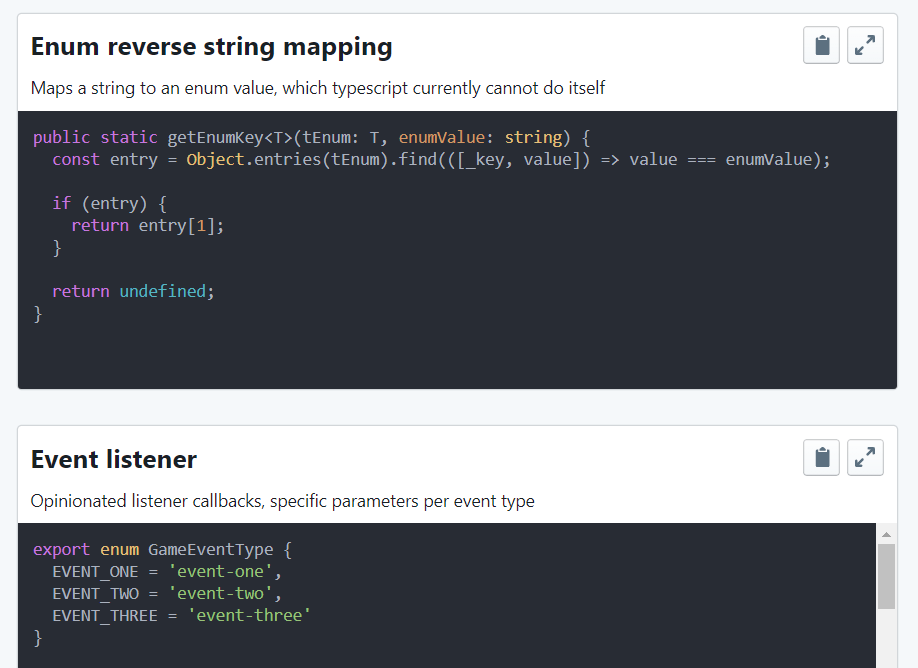 Enum reverse string mapping
Maps a string to an enum value, which typescript currently cannot do itself
public static getEnumKey<T>(tEnum: T, enumValue: string) {
  const entry = Object.entries(tEnum).find(([_key, value]) => value === enumValue);
  if (entry) {
    return entry[1];
  }
  return undefined;
}
Event listener
Opinionated listener callbacks, specific parameters per event type
export enum GameEventType {
  EVENT_ONE = 'event-one',
  EVENT_TWO = 'event-two',
  EVENT_THREE = 'event-three'
}